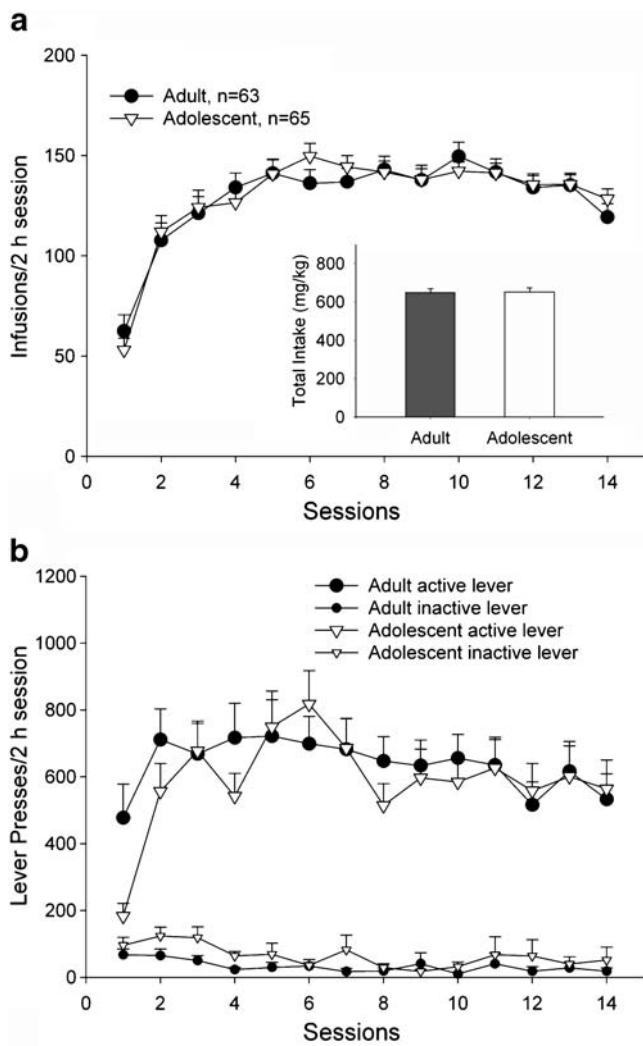 a
200
150
100
50
0
Infusions/2 h session
Adult, n=63
Adolescent, n=65
800
600
400
200
0
Total Intake (mg/kg)
Adult Adolescent
0 2 4 6 8 10 12 14
Sessions
b
1200
1000
800
600
400
200
0
Lever Presses/2 h session
Adult active lever
Adult inactive lever
Adolescent active lever
Adolescent inactive lever
0 2 4 6 8 10 12 14
Sessions